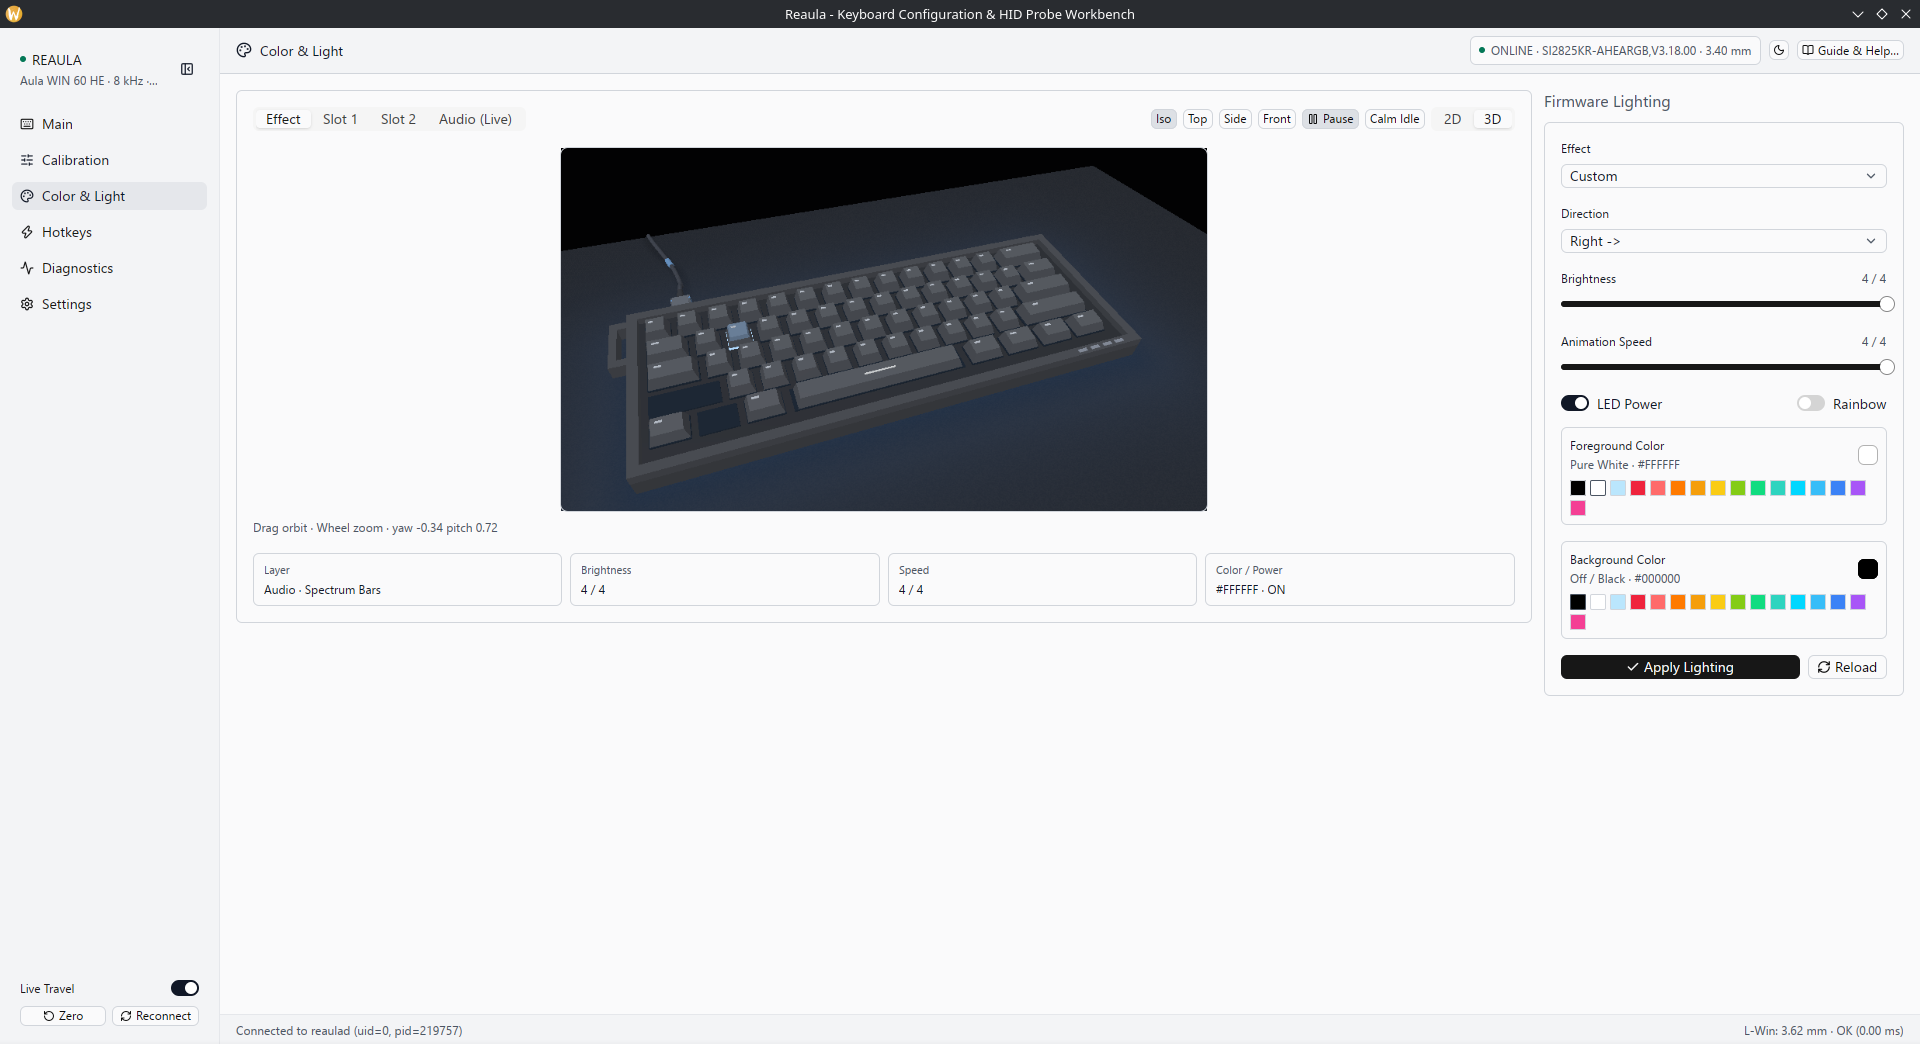 W
Reaula - Keyboard Configuration & HID Probe Workbench
REAULA
Aula WIN 60 HE · 8 kHz ·...
Main
Calibration
Color & Light
Hotkeys
Diagnostics
Settings
Live Travel
Zero
Reconnect
Color & Light
ONLINE · SI2825KR-AHEARGB,V3.18.00 · 3.40 mm
Guide & Help...
Effect
Slot 1
Slot 2
Audio (Live)
Iso
Top
Side
Front
Pause
Calm Idle
2D
3D
Drag orbit · Wheel zoom · yaw -0.34 pitch 0.72
Layer
Audio · Spectrum Bars
Brightness
4 / 4
Speed
4 / 4
Color / Power
#FFFFFF · ON
Firmware Lighting
Effect
Custom
Direction
Right ->
Brightness
4 / 4
Animation Speed
4 / 4
LED Power
Rainbow
Foreground Color
Pure White · #FFFFFF
Background Color
Off / Black · #000000
Apply Lighting
Reload
Connected to reaulad (uid=0, pid=219757)
L-Win: 3.62 mm · OK (0.00 ms)